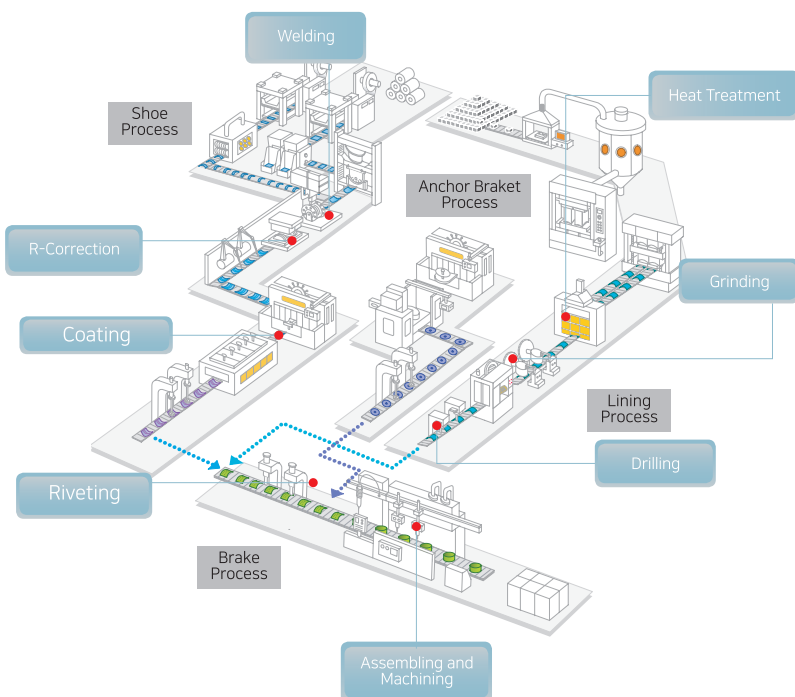 Welding
Shoe
Process
Heat Treatment
Anchor Braket
Process
R-Correction
Grinding
Coating
Lining
Process
Drilling
Riveting
Brake
Process
Assembling and
Machining